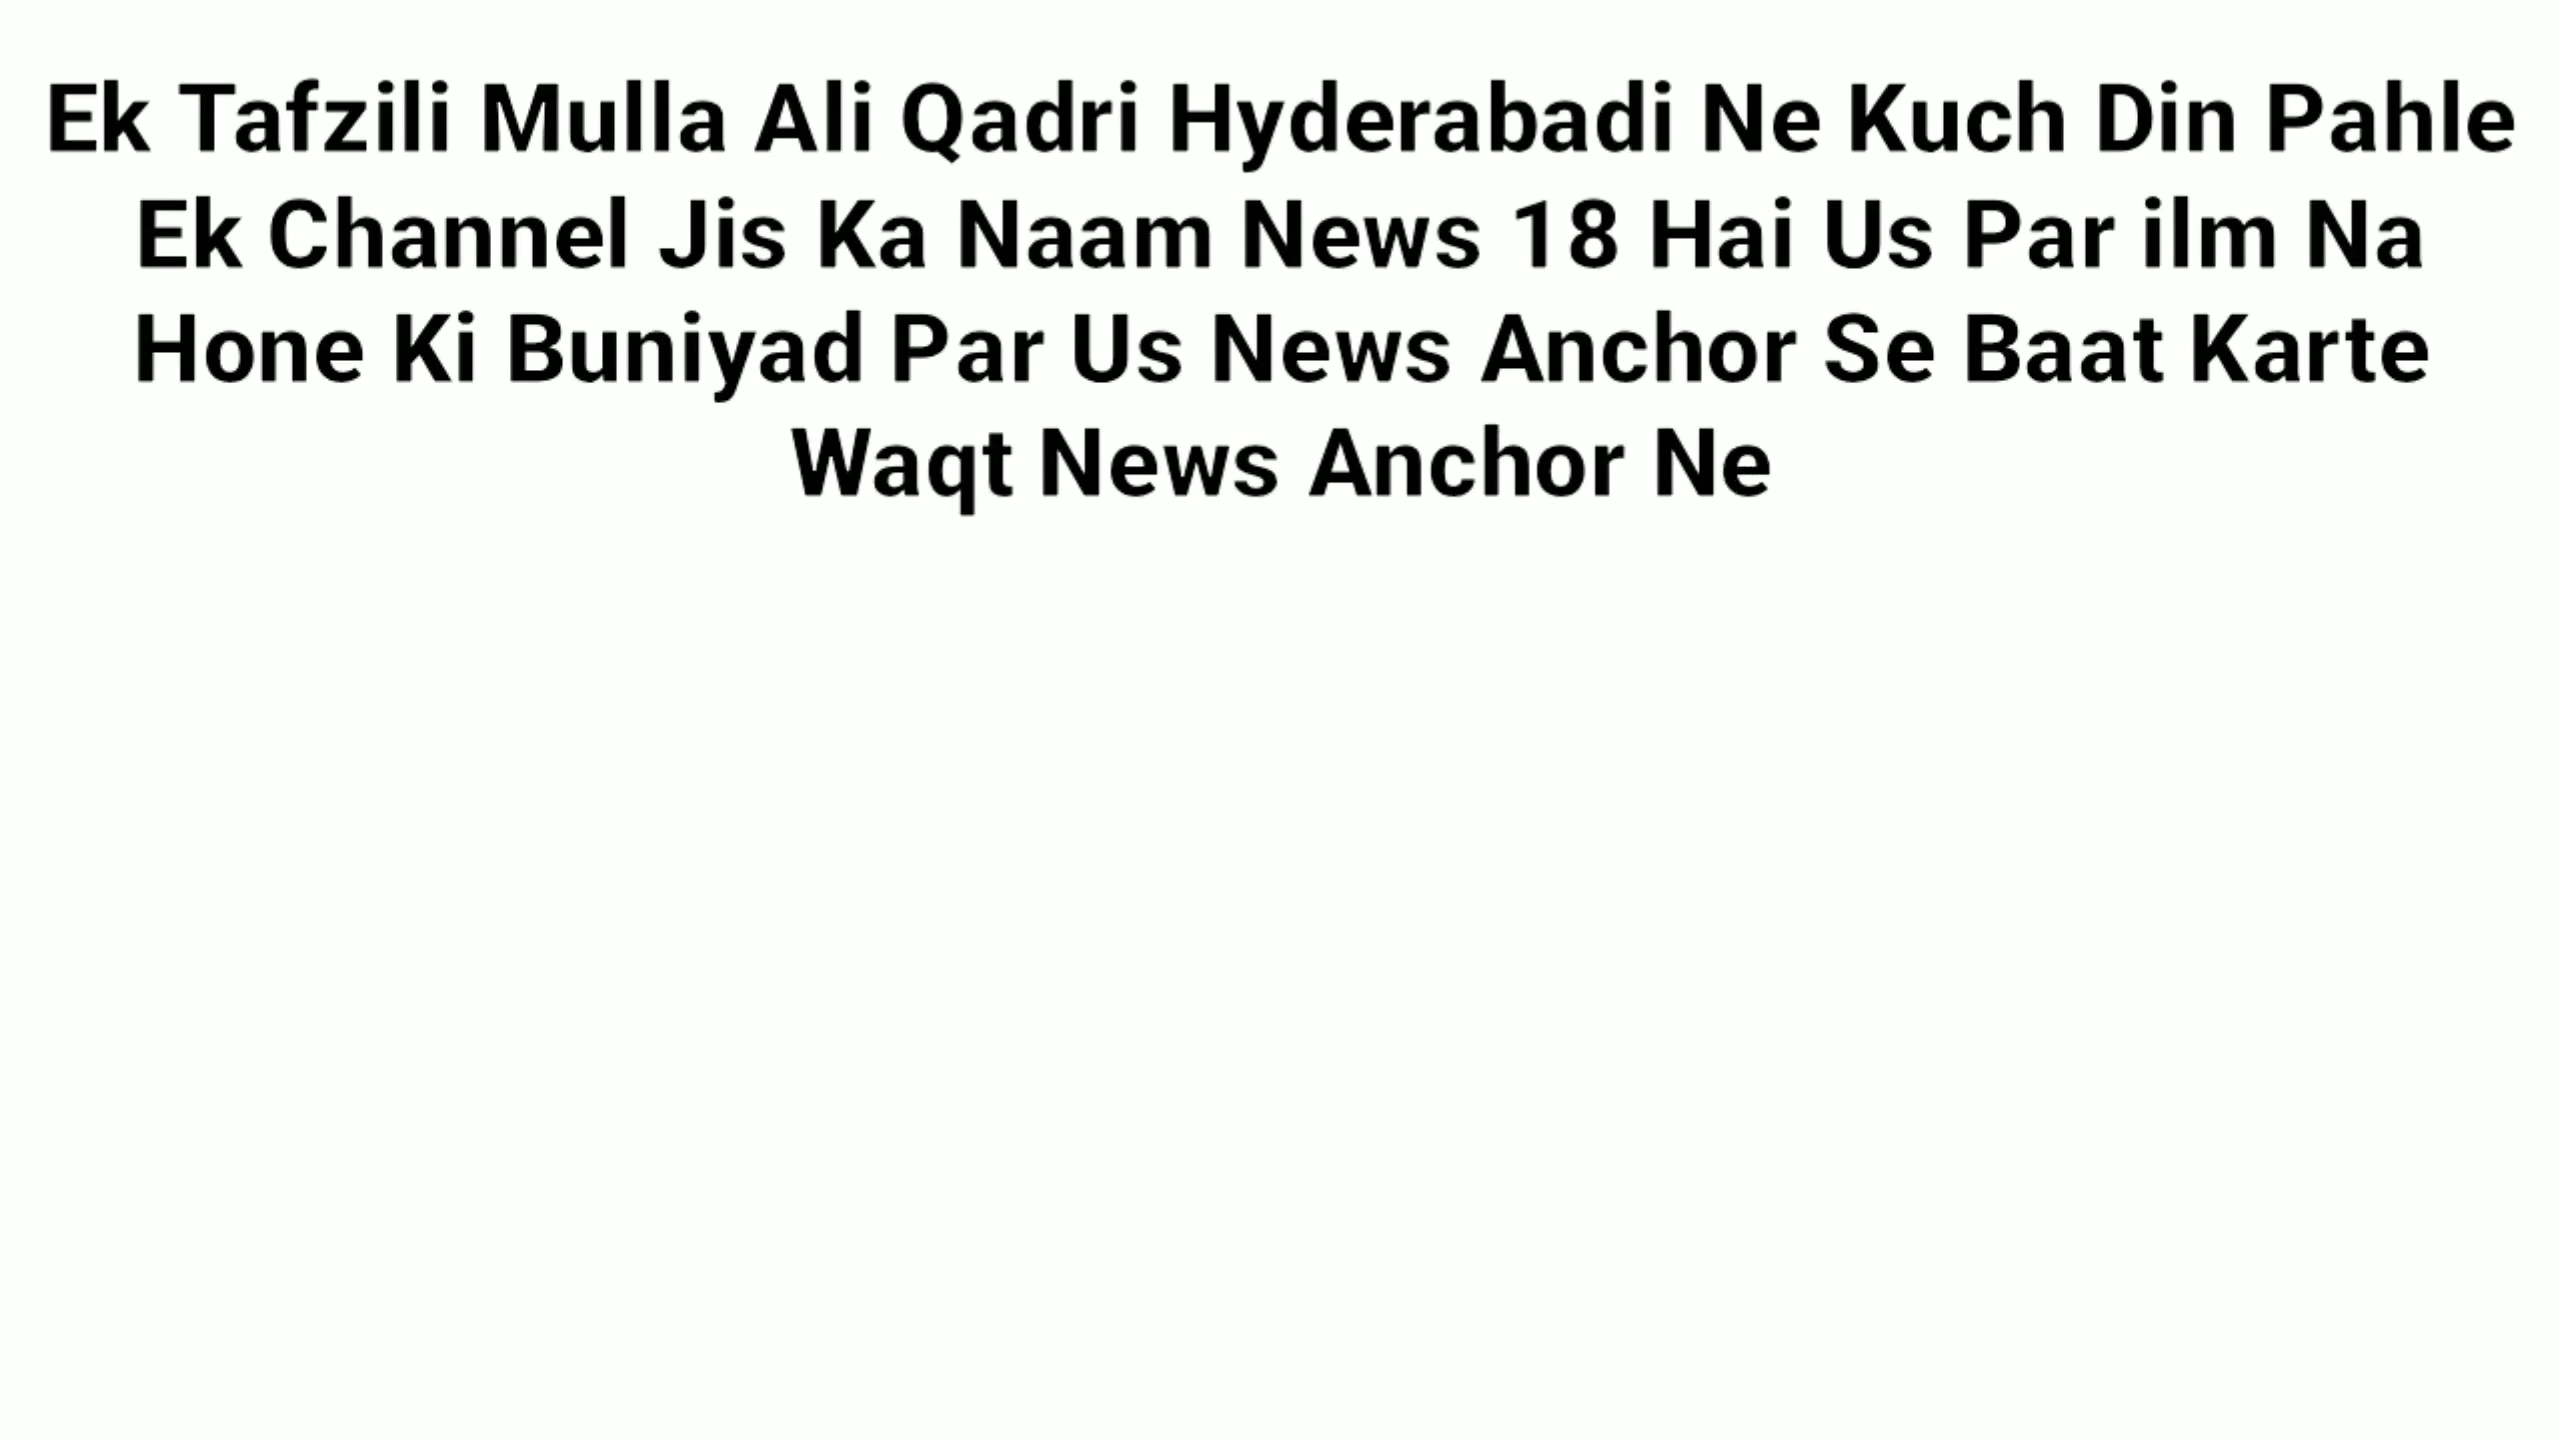 Ek Tafzili Mulla Ali Qadri Hyderabadi Ne Kuch Din Pahle
Ek Channel Jis Ka Naam News 18 Hai Us Par ilm Na
Hone Ki Buniyad Par Us News Anchor Se Baat Karte
Waqt News Anchor Ne